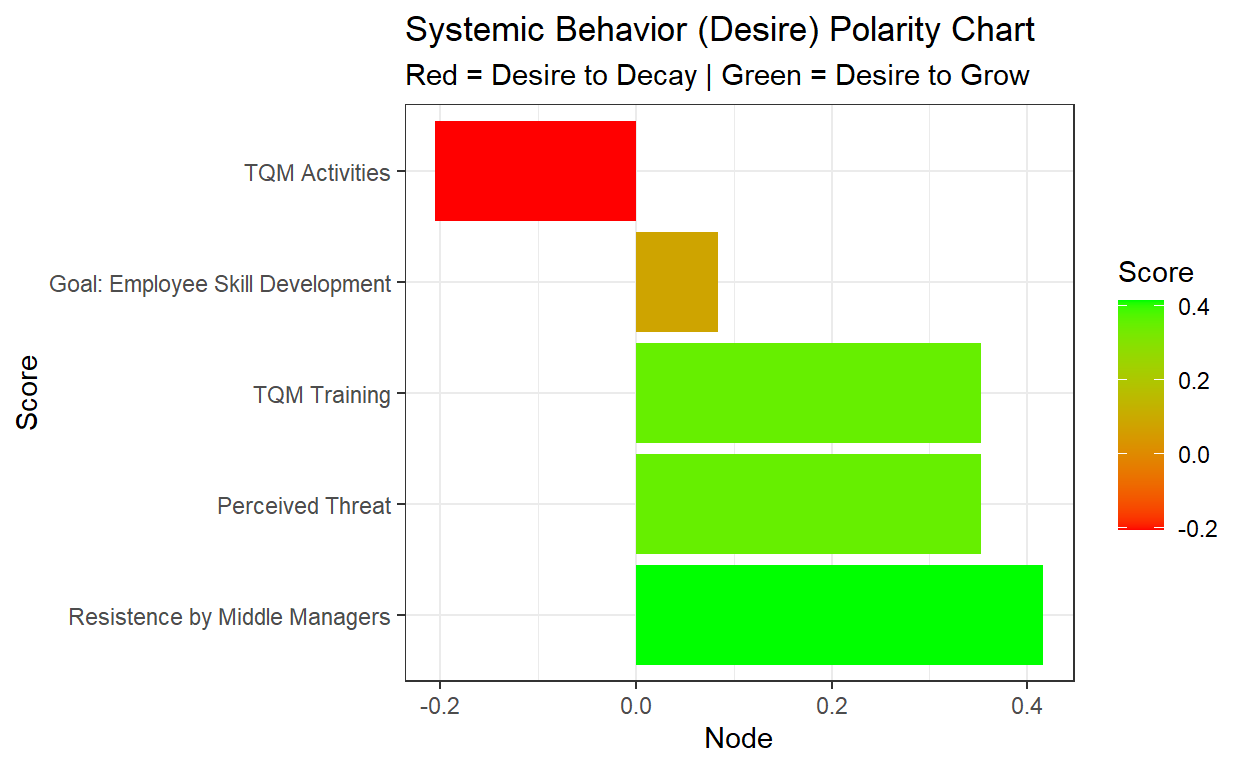 Systemic Behavior (Desire) Polarity Chart
Red = Desire to Decay | Green = Desire to Grow
TQM Activities
Goal: Employee Skill Development
TQM Training
Perceived Threat
Resistence by Middle Managers
Score
-0.2
0.0
0.2
0.4
Node
Score
0.4
0.2
0.0
-0.2